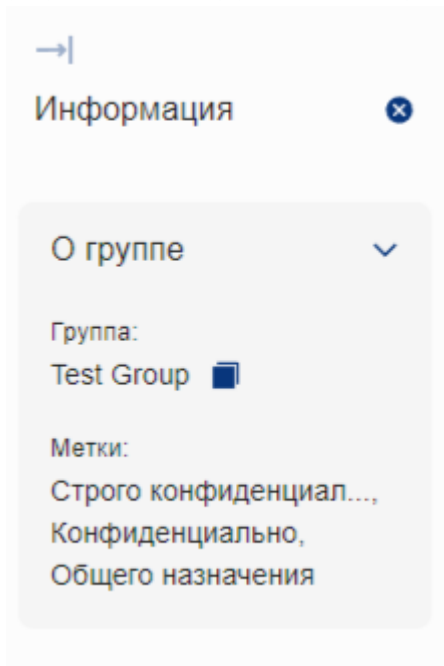 Информация
О группе
Группа:
Test Group
Метки:
Строго конфиденциал...,
Конфиденциально,
Общего назначения